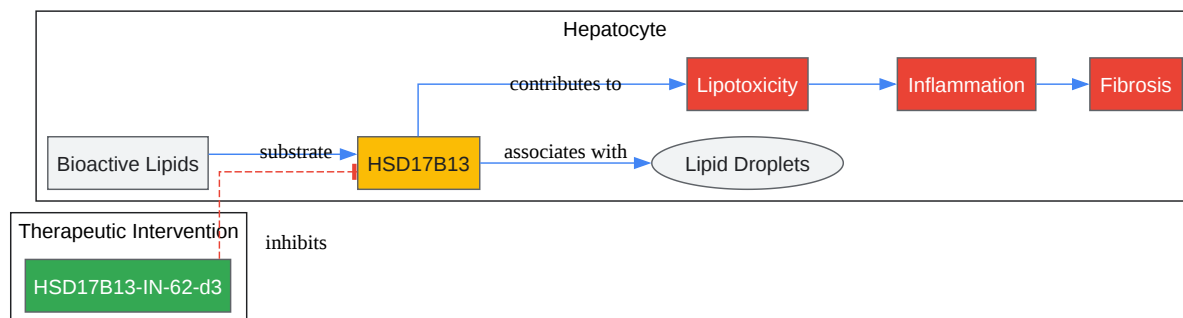 Hepatocyte
contributes to
Lipotoxicity
Inflammation
Fibrosis
Bioactive Lipids
substrate
HSD17B13
associates with
Lipid Droplets
Therapeutic Intervention
inhibits
HSD17B13-IN-62-d3